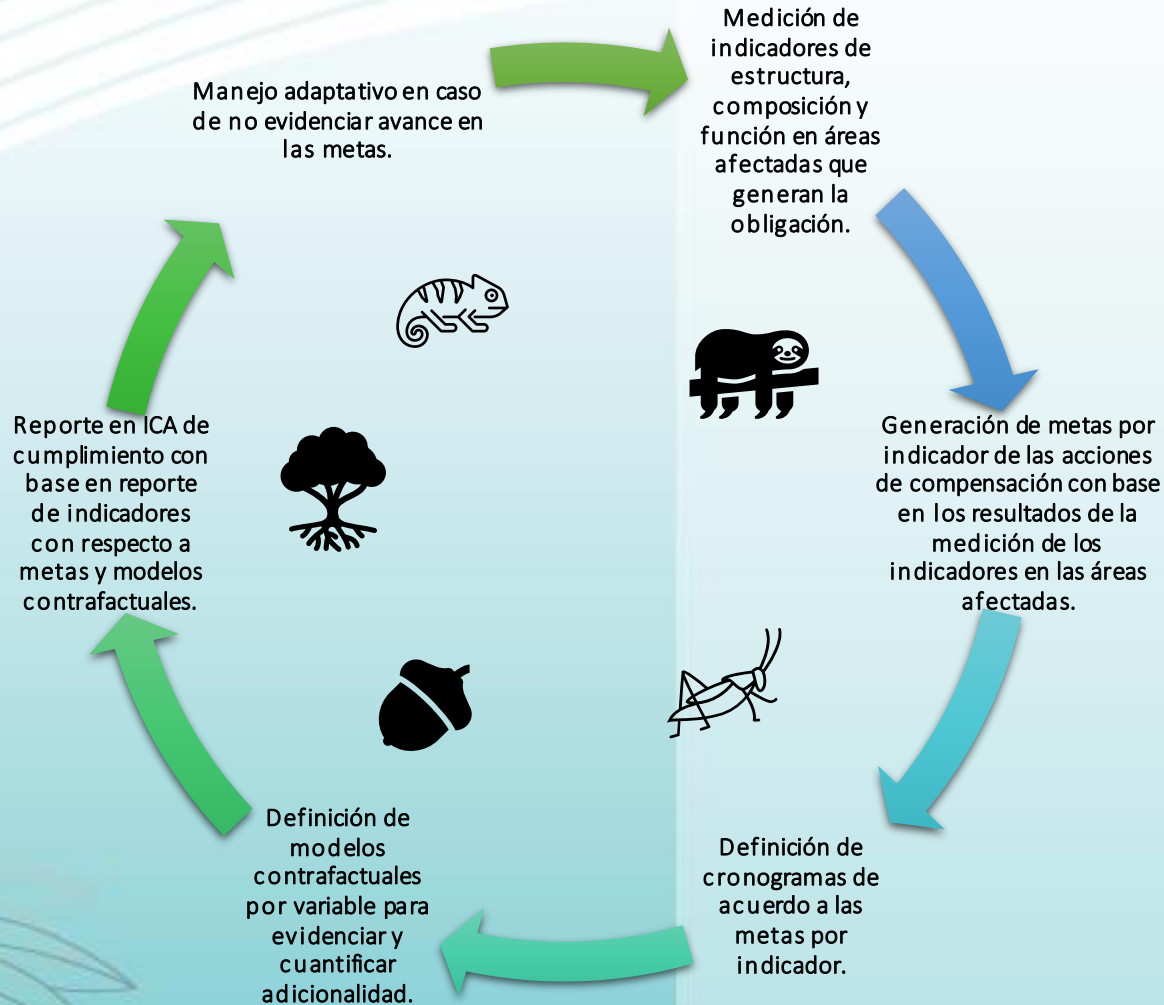 Medición de
indicadores de
estructura,
composición y
función en áreas
afectadas que
generan la
obligación.
Generación de metas por
indicador de las acciones
de compensación con base
en los resultados de la
medición de los
indicadores en las áreas
afectadas.
Definición de
cronogramas de
acuerdo a las
metas por
indicador.
Definición de
modelos
contrafactuales
por variable para
evidenciar y
cuantificar
adicionalidad.
Reporte en ICA de
cumplimiento con
base en reporte
de indicadores
con respecto a
metas y modelos
contrafactuales.
Manejo adaptativo en caso
de no evidenciar avance en
las metas.